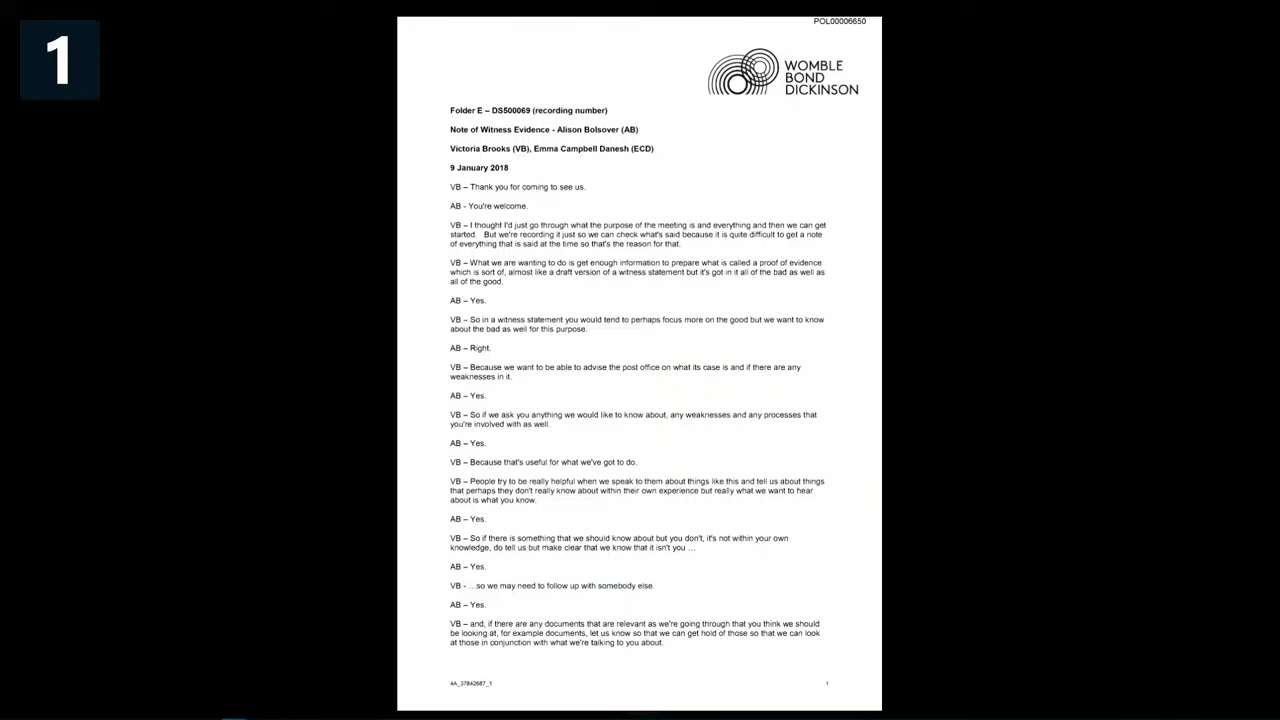 1
POL00006650
WOMBLE
BOND
DICKINSON
Folder E – DS500069 (recording number)
Note of Witness Evidence - Alison Bolsover (AB)
Victoria Brooks (VB), Emma Campbell Danesh (ECD)
9 January 2018
VB – Thank you for coming to see us.
AB - You're welcome.
VB – I thought I'd just go through what the purpose of the meeting is and everything and then we can get
started.   But we're recording it just so we can check what's said because it is quite difficult to get a note
of everything that is said at the time so that's the reason for that.
VB – What we are wanting to do is get enough information to prepare what is called a proof of evidence
which is sort of, almost like a draft version of a witness statement but it's got in it all of the bad as well as
all of the good.
AB – Yes.
VB – So in a witness statement you would tend to perhaps focus more on the good but we want to know
about the bad as well for this purpose.
AB – Right.
VB – Because we want to be able to advise the post office on what its case is and if there are any
weaknesses in it.
AB – Yes.
VB – So if we ask you anything we would like to know about, any weaknesses and any processes that
you're involved with as well.
AB – Yes.
VB – Because that's useful for what we've got to do.
VB – People try to be really helpful when we speak to them about things like this and tell us about things
that perhaps they don't really know about within their own experience but really what we want to hear
about is what you know.
AB – Yes.
VB – So if there is something that we should know about but you don't, it's not within your own
knowledge, do tell us but make clear that we know that it isn't you …
AB – Yes.
VB - …so we may need to follow up with somebody else.
AB – Yes.
VB – and, if there are any documents that are relevant as we're going through that you think we should
be looking at, for example documents, let us know so that we can get hold of those so that we can look
at those in conjunction with what we're talking to you about.
4A_37842687_1
1